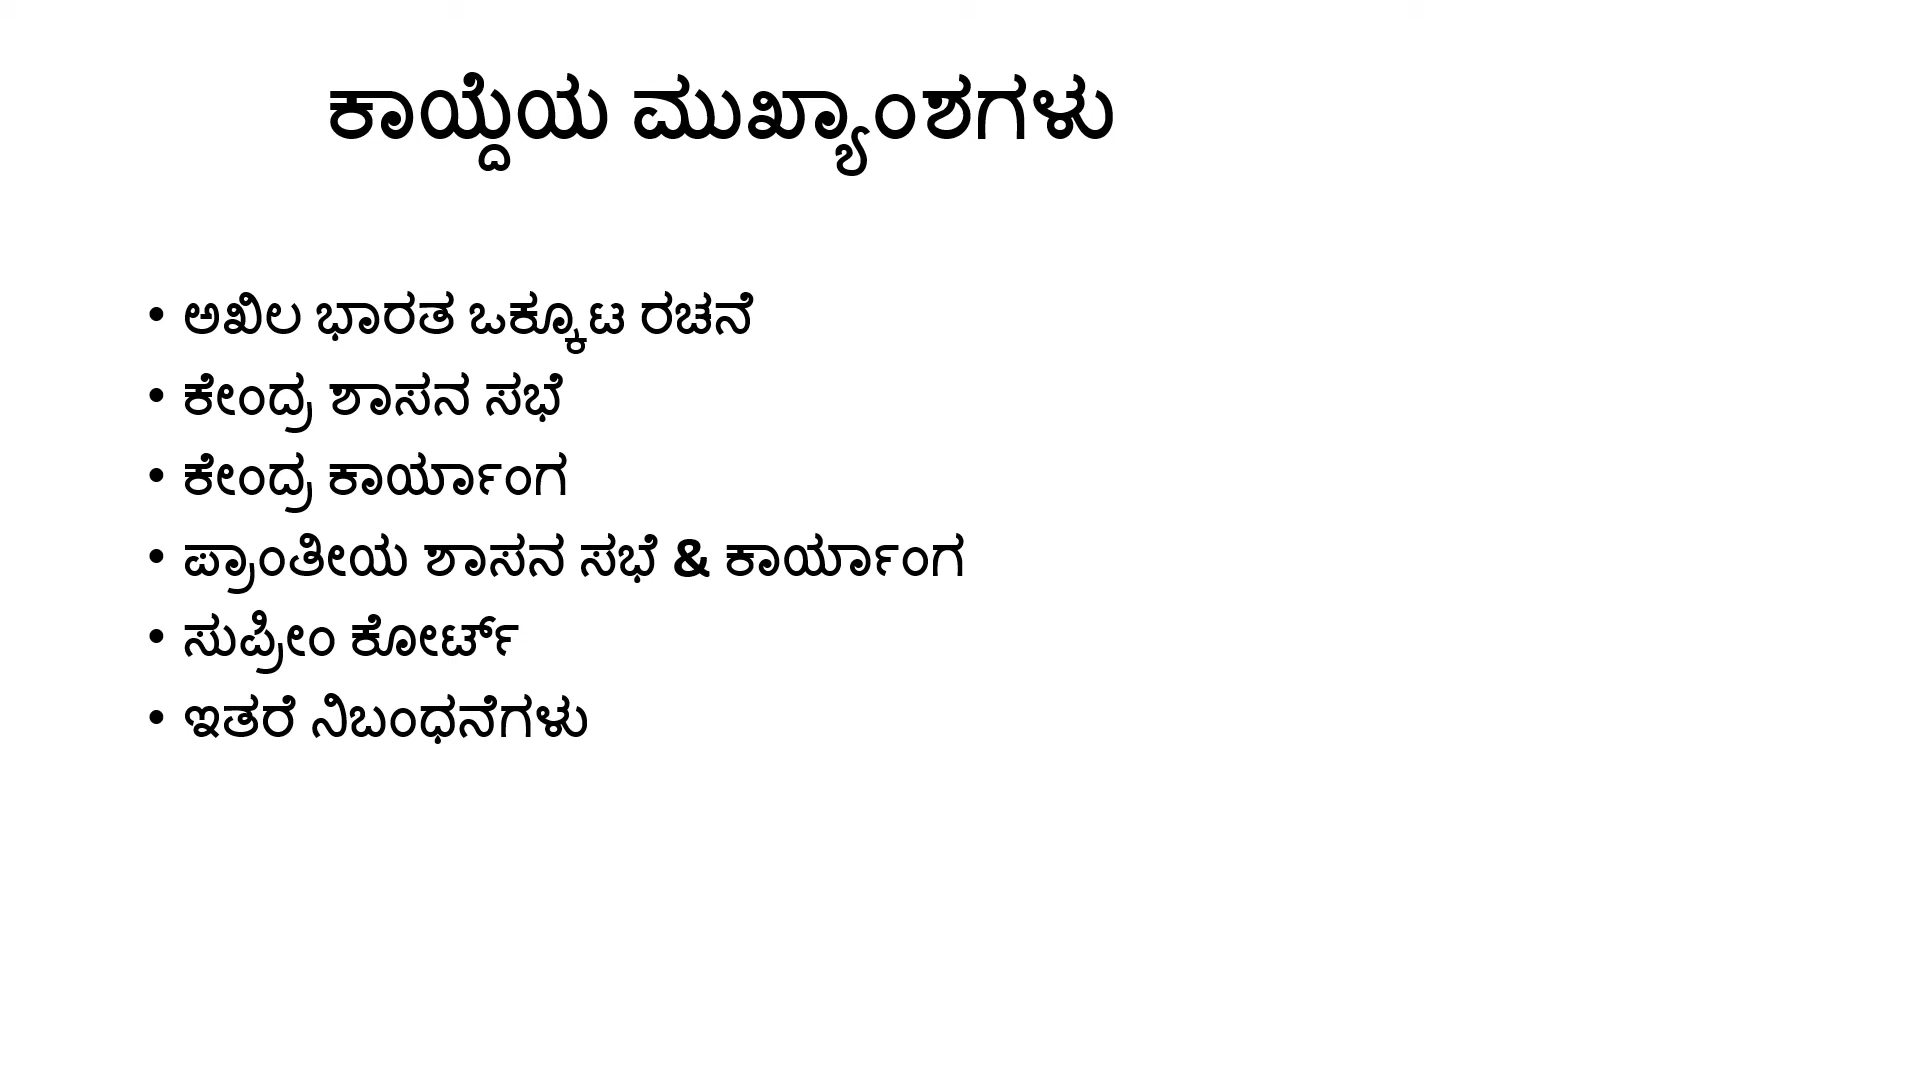 ಕಾಯ್ದೆಯ ಮುಖ್ಯಾಂಶಗಳು
• ಅಖಿಲ ಭಾರತ ಒಕ್ಕೂಟ ರಚನೆ
• ಕೇಂದ್ರ ಶಾಸನ ಸಭೆ
• ಕೇಂದ್ರ ಕಾರ್ಯಾಂಗ
• ಪ್ರಾಂತೀಯ ಶಾಸನ ಸಭೆ & ಕಾರ್ಯಾಂಗ
• ಸುಪ್ರೀಂ ಕೋರ್ಟ್
• ಇತರೆ ನಿಬಂಧನೆಗಳು